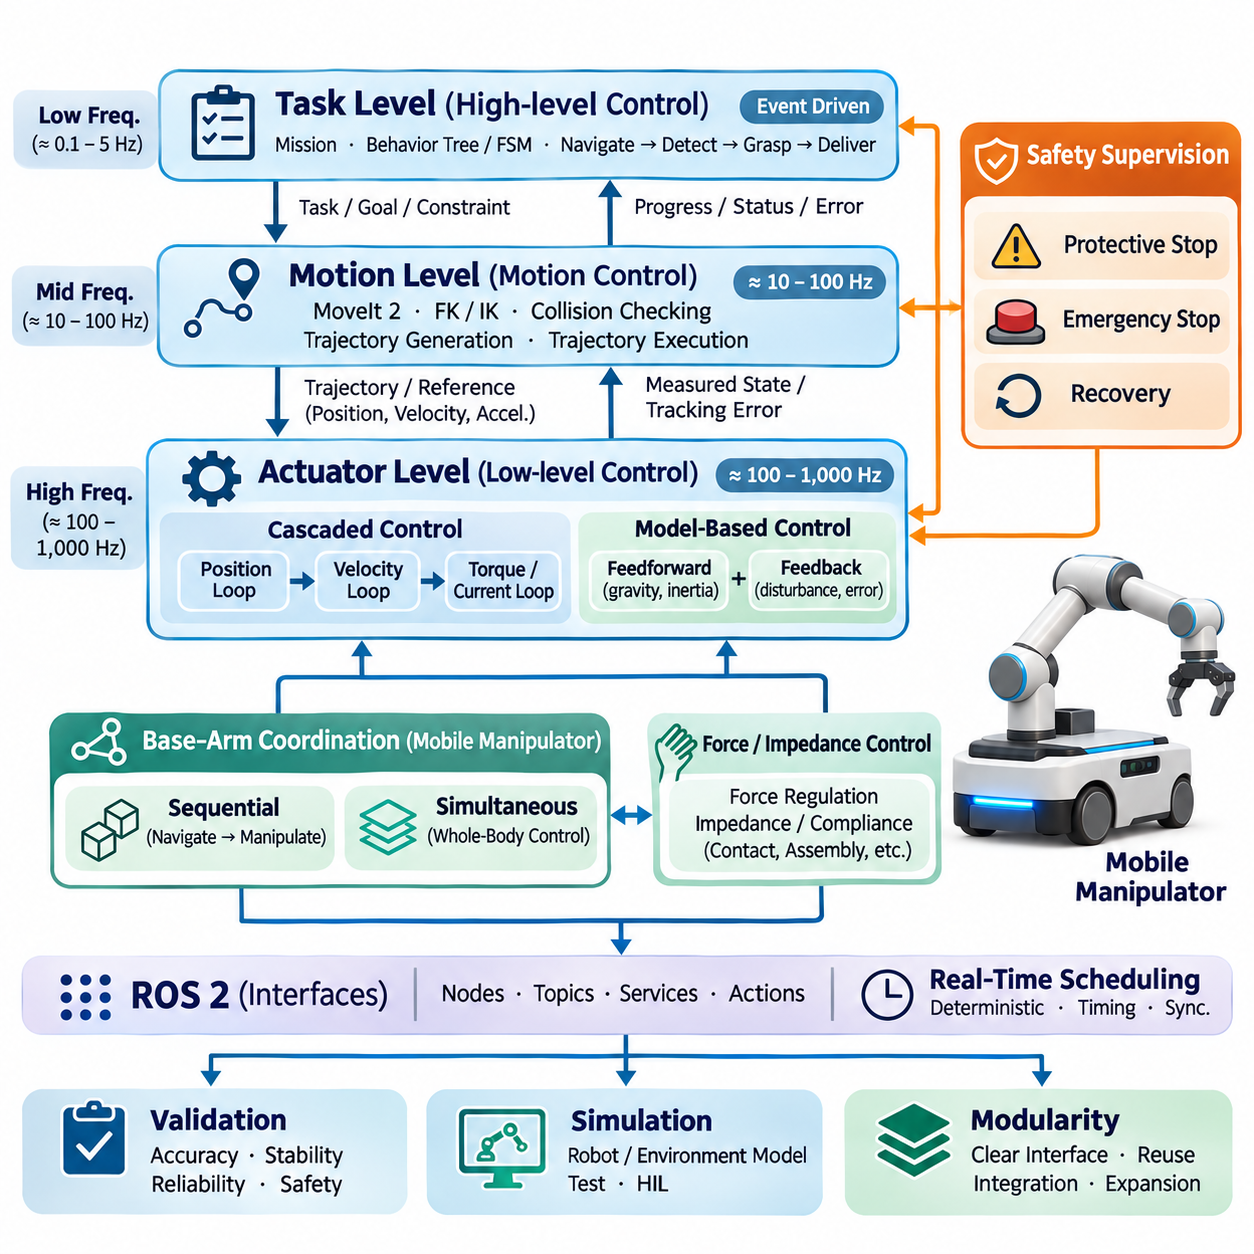 Task Level (High-level Control)
Event Driven
Low Freq.
(≈ 0.1 – 5 Hz)
Mission · Behavior Tree / FSM · Navigate → Detect → Grasp → Deliver
Safety Supervision
Protective Stop
Emergency Stop
Recovery
Task / Goal / Constraint
Progress / Status / Error
Mid Freq.
(≈ 10 – 100 Hz)
Motion Level (Motion Control)
≈ 10 – 100 Hz
MoveIt 2 · FK / IK · Collision Checking
Trajectory Generation · Trajectory Execution
Trajectory / Reference
(Position, Velocity, Accel.)
Measured State /
Tracking Error
High Freq.
(≈ 100 –
1,000 Hz)
Actuator Level (Low-level Control)
≈ 100 – 1,000 Hz
Cascaded Control
Position
Loop
Velocity
Loop
Torque /
Current Loop
Model-Based Control
Feedforward
(gravity, inertia)
+
Feedback
(disturbance, error)
Base-Arm Coordination (Mobile Manipulator)
Sequential
(Navigate → Manipulate)
Simultaneous
(Whole-Body Control)
Force / Impedance Control
Force Regulation
Impedance / Compliance
(Contact, Assembly, etc.)
Mobile
Manipulator
ROS 2 (Interfaces)
Nodes · Topics · Services · Actions
Real-Time Scheduling
Deterministic · Timing · Sync.
Validation
Accuracy · Stability
Reliability · Safety
Simulation
Robot / Environment Model
Test · HIL
Modularity
Clear Interface · Reuse
Integration · Expansion